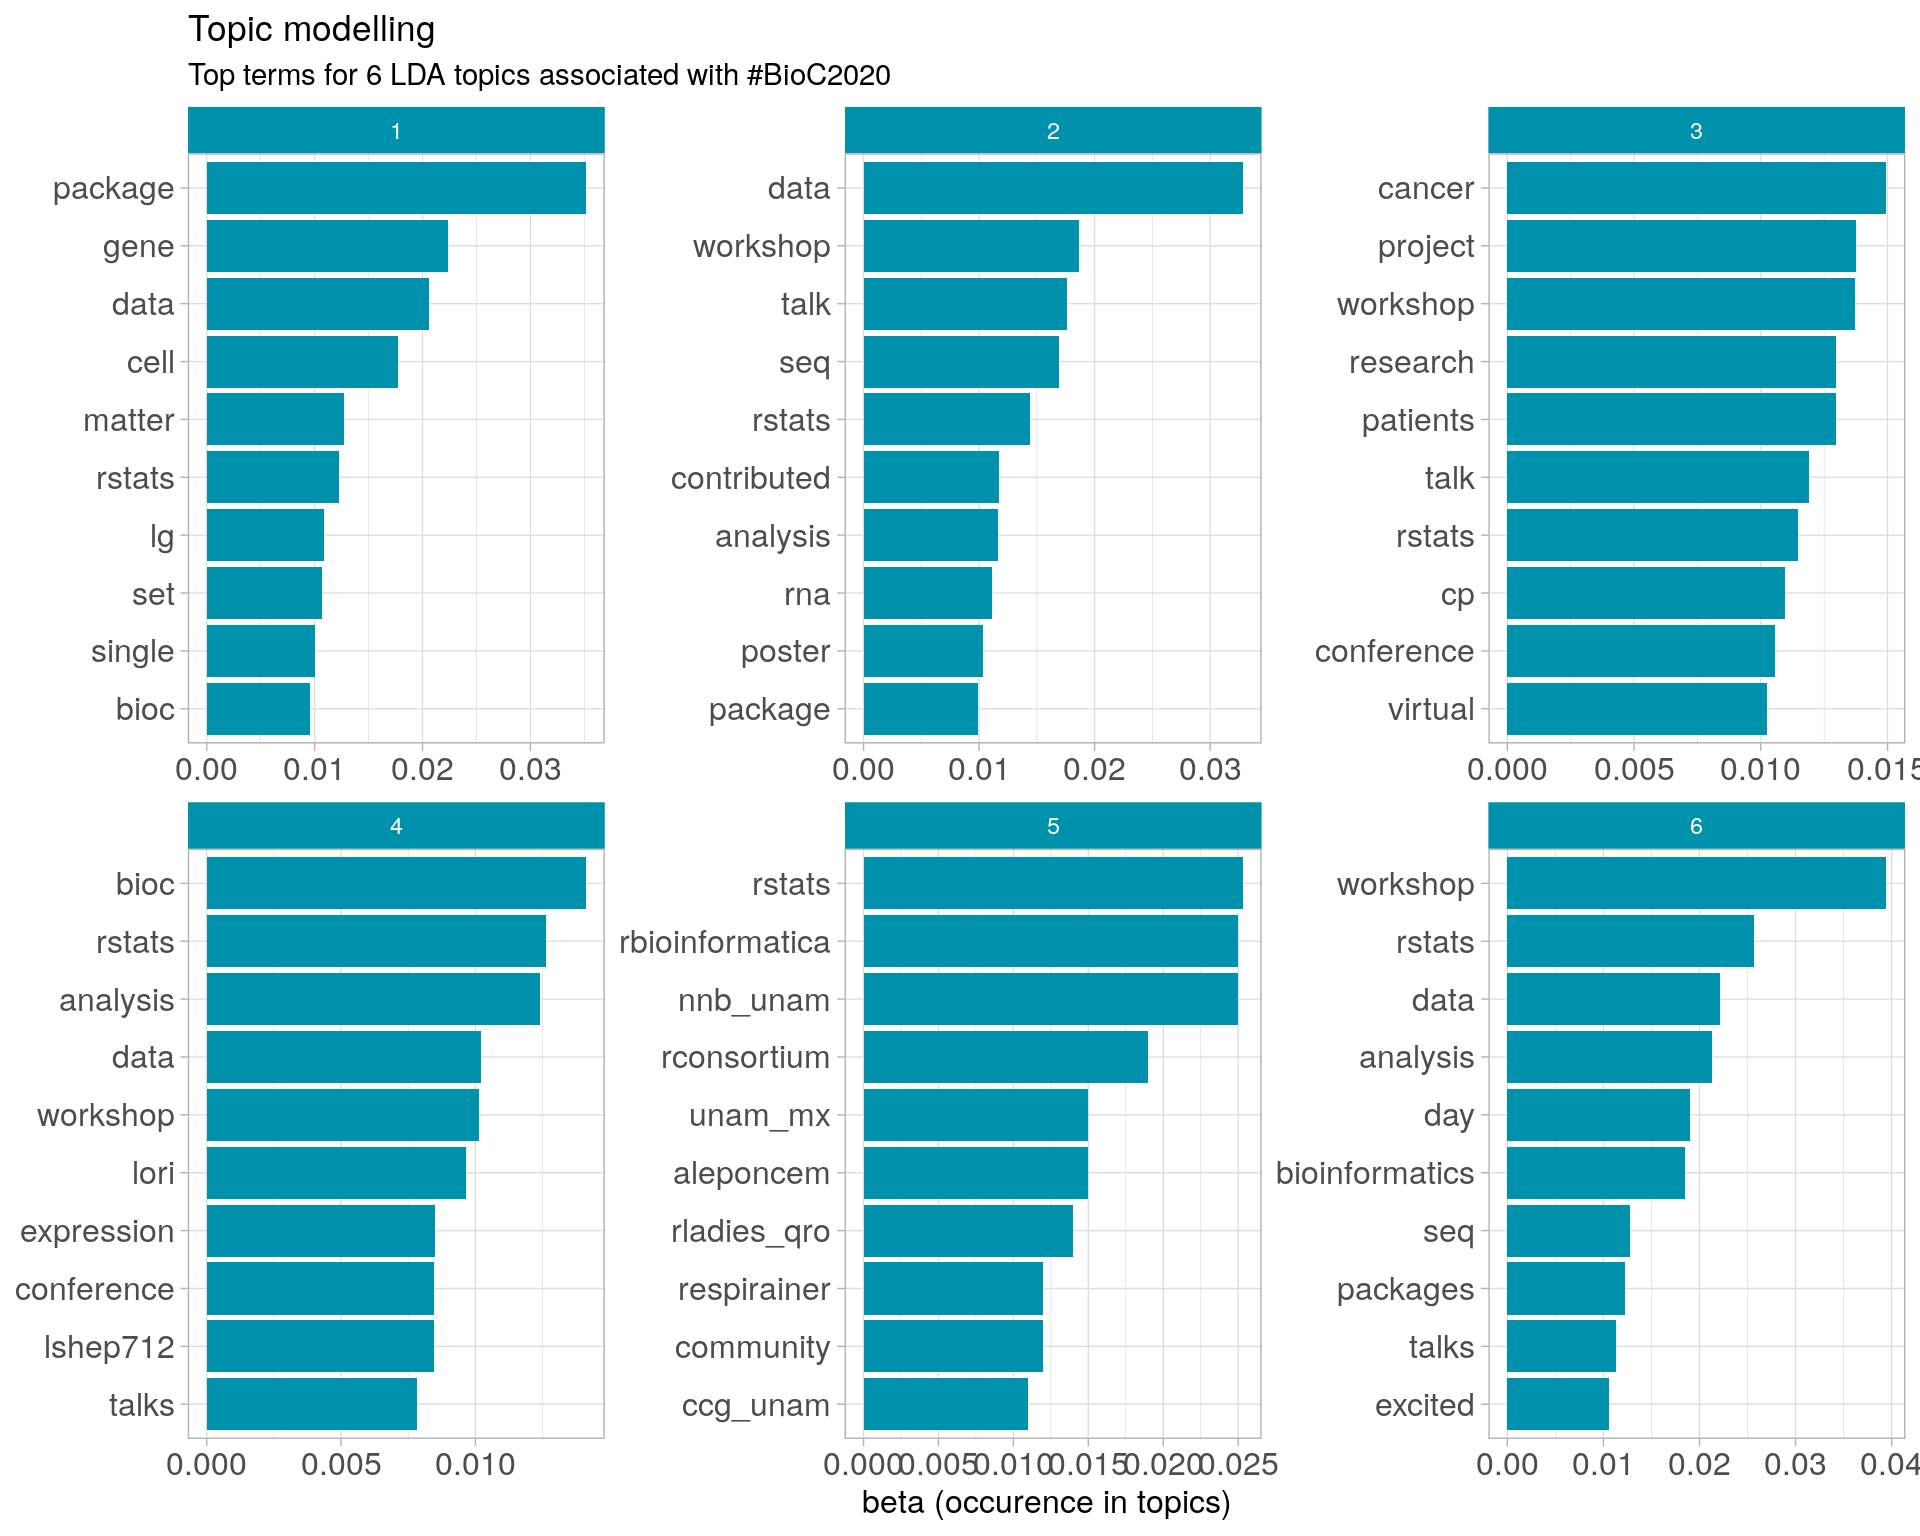 Topic modelling
Top terms for 6 LDA topics associated with #BioC2020
1
package
gene
data
cell
matter
rstats
lg
set
single
bioc
0.00 0.01 0.02 0.03
2
data
workshop
talk
seq
rstats
contributed
analysis
rna
poster
package
0.00 0.01 0.02 0.03
3
cancer
project
workshop
research
patients
talk
rstats
cp
conference
virtual
0.000 0.005 0.010 0.015
4
bioc
rstats
analysis
data
workshop
lori
expression
conference
lshep712
talks
0.000 0.005 0.010
5
rstats
rbioinformatica
nnb_unam
rconsortium
unam_mx
aleponcem
rladies_qro
respirainer
community
ccg_unam
0.000 0.005 0.010 0.015 0.020 0.025
6
workshop
rstats
data
analysis
day
bioinformatics
seq
packages
talks
excited
0.00 0.01 0.02 0.03 0.04
beta (occurence in topics)